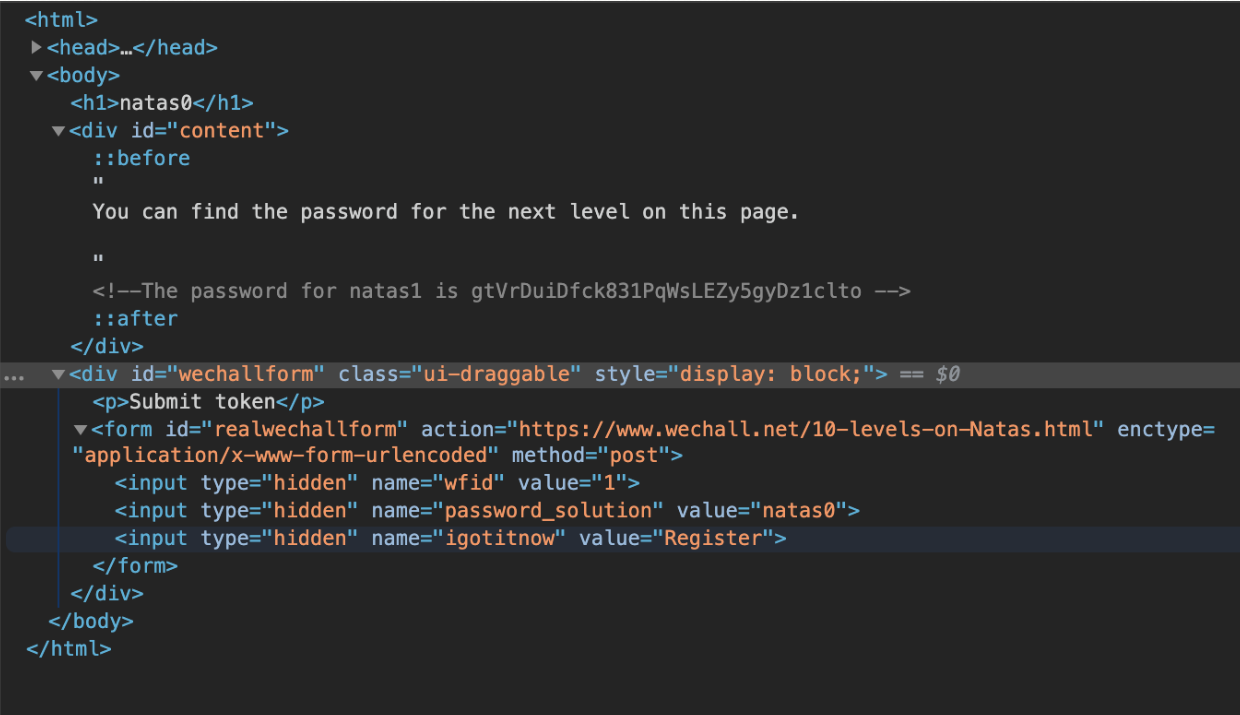 <html>
<head>…</head>
<body>
<h1>natas0</h1>
<div id="content">
::before
"
You can find the password for the next level on this page.
"
<!--The password for natas1 is gtVrDuiDfck831PqWsLEZy5gyDz1clto -->
::after
</div>
... <div id="wechallform" class="ui-draggable" style="display: block;"> == $0
<p>Submit token</p>
<form id="realwechallform" action="https://www.wechall.net/10-levels-on-Natas.html" enctype=
"application/x-www-form-urlencoded" method="post">
<input type="hidden" name="wfid" value="1">
<input type="hidden" name="password_solution" value="natas0">
<input type="hidden" name="igotitnow" value="Register">
</form>
</div>
</body>
</html>